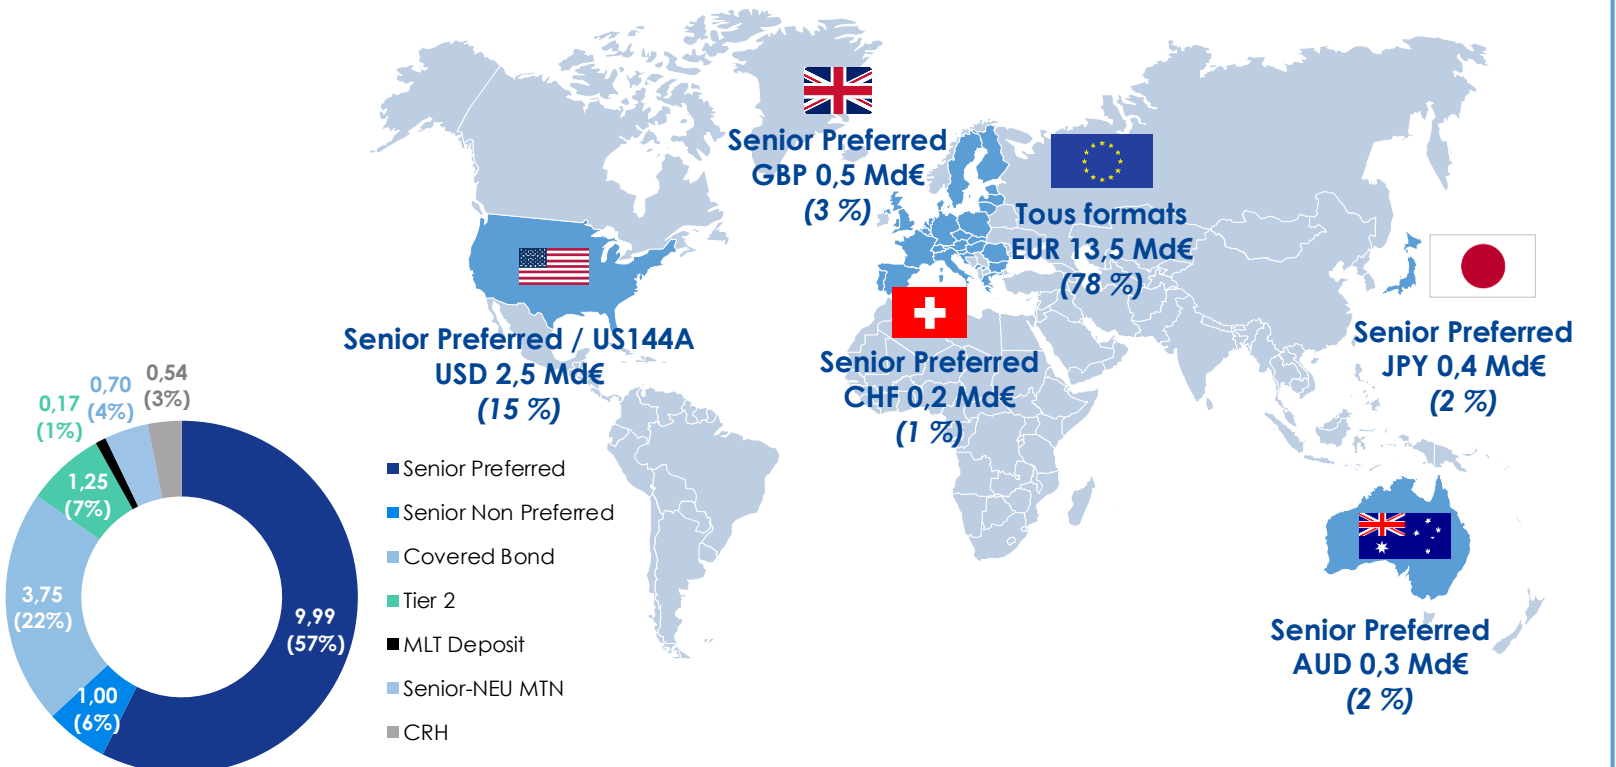 Senior Preferred
GBP 0,5 Md€
(3 %)
Tous formats
EUR 13,5 Md€
(78 %)
Senior Preferred / US144A
USD 2,5 Md€
(15 %)
Senior Preferred
CHF 0,2 Md€
(1 %)
Senior Preferred
JPY 0,4 Md€
(2 %)
Senior Preferred
AUD 0,3 Md€
(2 %)
0,54
(3%)
0,70
(4%)
0,17
(1%)
1,25
(7%)
3,75
(22%)
1,00
(6%)
9,99
(57%)
Senior Preferred
Senior Non Preferred
Covered Bond
Tier 2
MLT Deposit
Senior-NEU MTN
CRH